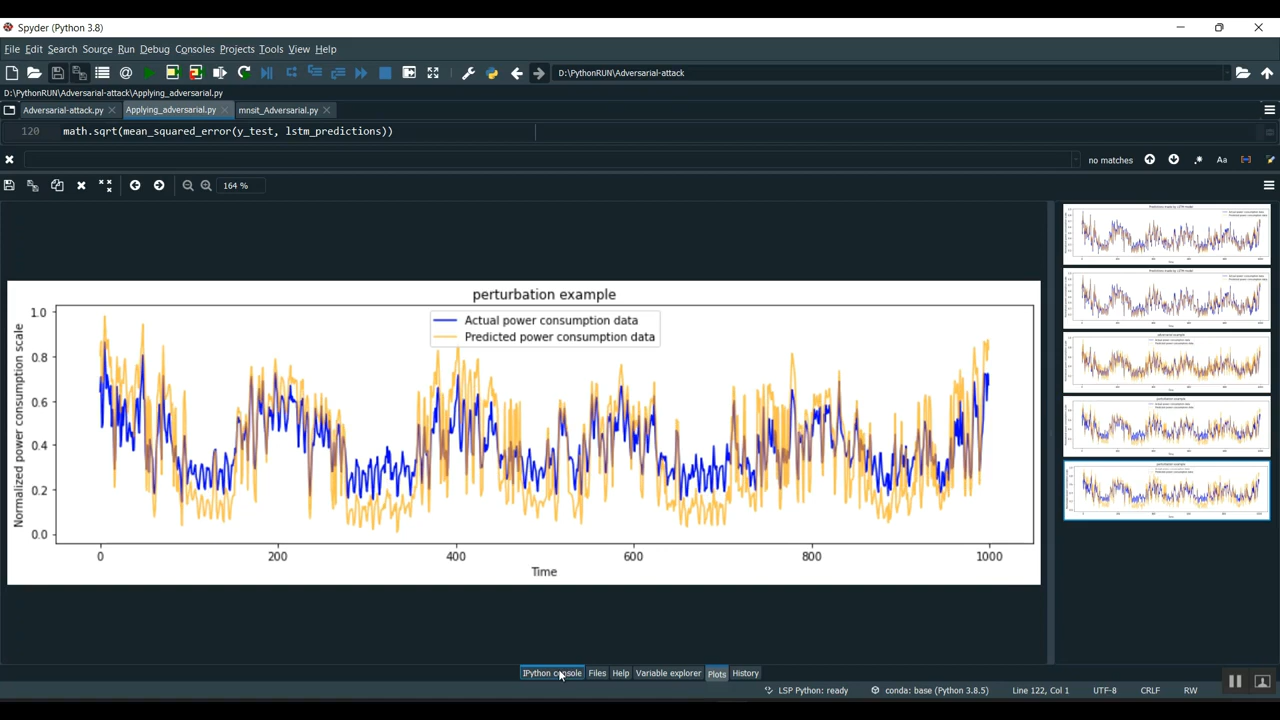 Spyder (Python 3.8)
File Edit Search Source Run Debug Consoles Projects Tools View Help
D:\PythonRUN\Adversarial-attack
D:\PythonRUN\Adversarial-attack\Applying_adversarial.py
Adversarial-attack.py Applying_adversarial.py mnsit_Adversarial.py
120 math.sqrt(mean_squared_error(y_test, lstm_predictions))
no matches Aa
164 %
perturbation example
Actual power consumption data
Predicted power consumption data
Normalized power consumption scale
1.0
0.8
0.6
0.4
0.2
0.0
0 200 400 600 800 1000
Time
IPython console Files Help Variable explorer Plots History
LSP Python: ready conda: base (Python 3.8.5) Line 122, Col 1 UTF-8 CRLF RW